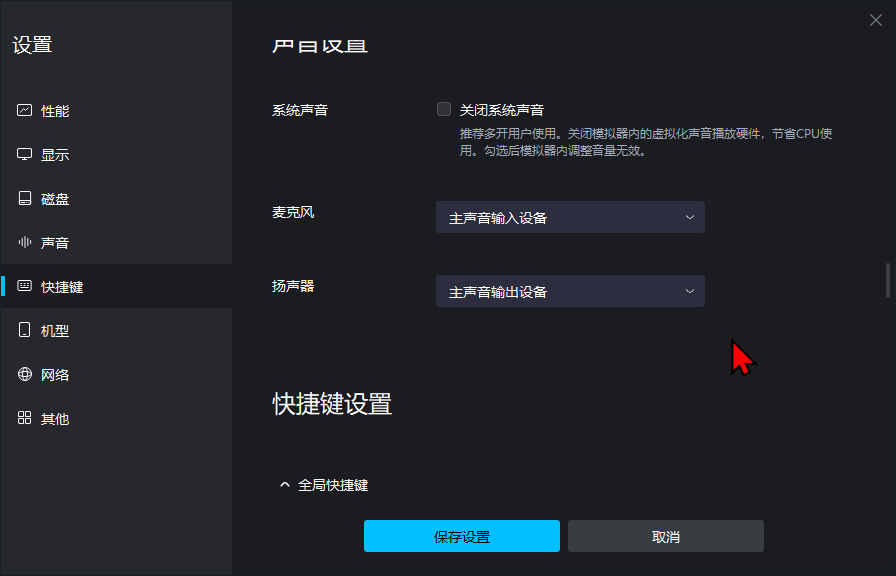 设置
性能
显示
磁盘
声音
快捷键
机型
网络
其他
声音设置
系统声音
关闭系统声音
推荐多开用户使用。关闭模拟器内的虚拟化声音播放硬件，节省CPU使
用。勾选后模拟器内调整音量无效。
麦克风
主声音输入设备
扬声器
主声音输出设备
快捷键设置
全局快捷键
保存设置
取消